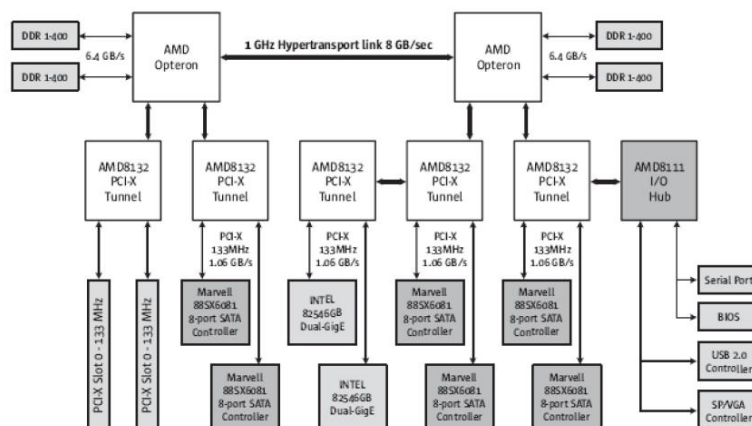 DDR 1-400
6.4 GB/s
DDR 1-400
AMD
Opteron
1 GHz Hypertransport link 8 GB/sec
AMD
Opteron
DDR 1-400
6.4 GB/s
DDR 1-400
AMD8132
PCI-X
Tunnel
AMD8132
PCI-X
Tunnel
AMD8132
PCI-X
Tunnel
AMD8132
PCI-X
Tunnel
AMD8132
PCI-X
Tunnel
AMD8111
I/O
Hub
PCI-X
133MHz
1.06 GB/s
PCI-X
133MHz
1.06 GB/s
PCI-X
133MHz
1.06 GB/s
PCI-X
133MHz
1.06 GB/s
PCI-X Slot 0 - 133 MHz
PCI-X Slot 0 - 133 MHz
Marvell
88SX6081
8-port SATA
Controller
INTEL
82546GB
Dual-GigE
Marvell
88SX6081
8-port SATA
Controller
Marvell
88SX6081
8-port SATA
Controller
Marvell
88SX6081
8-port SATA
Controller
INTEL
82546GB
Dual-GigE
Marvell
88SX6081
8-port SATA
Controller
Marvell
88SX6081
8-port SATA
Controller
Serial Port
BIOS
USB 2.0
Controller
SP/VGA
Controller